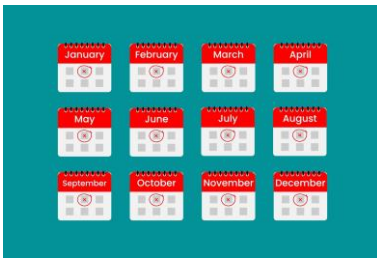 January February March April
May June July August
September October November December